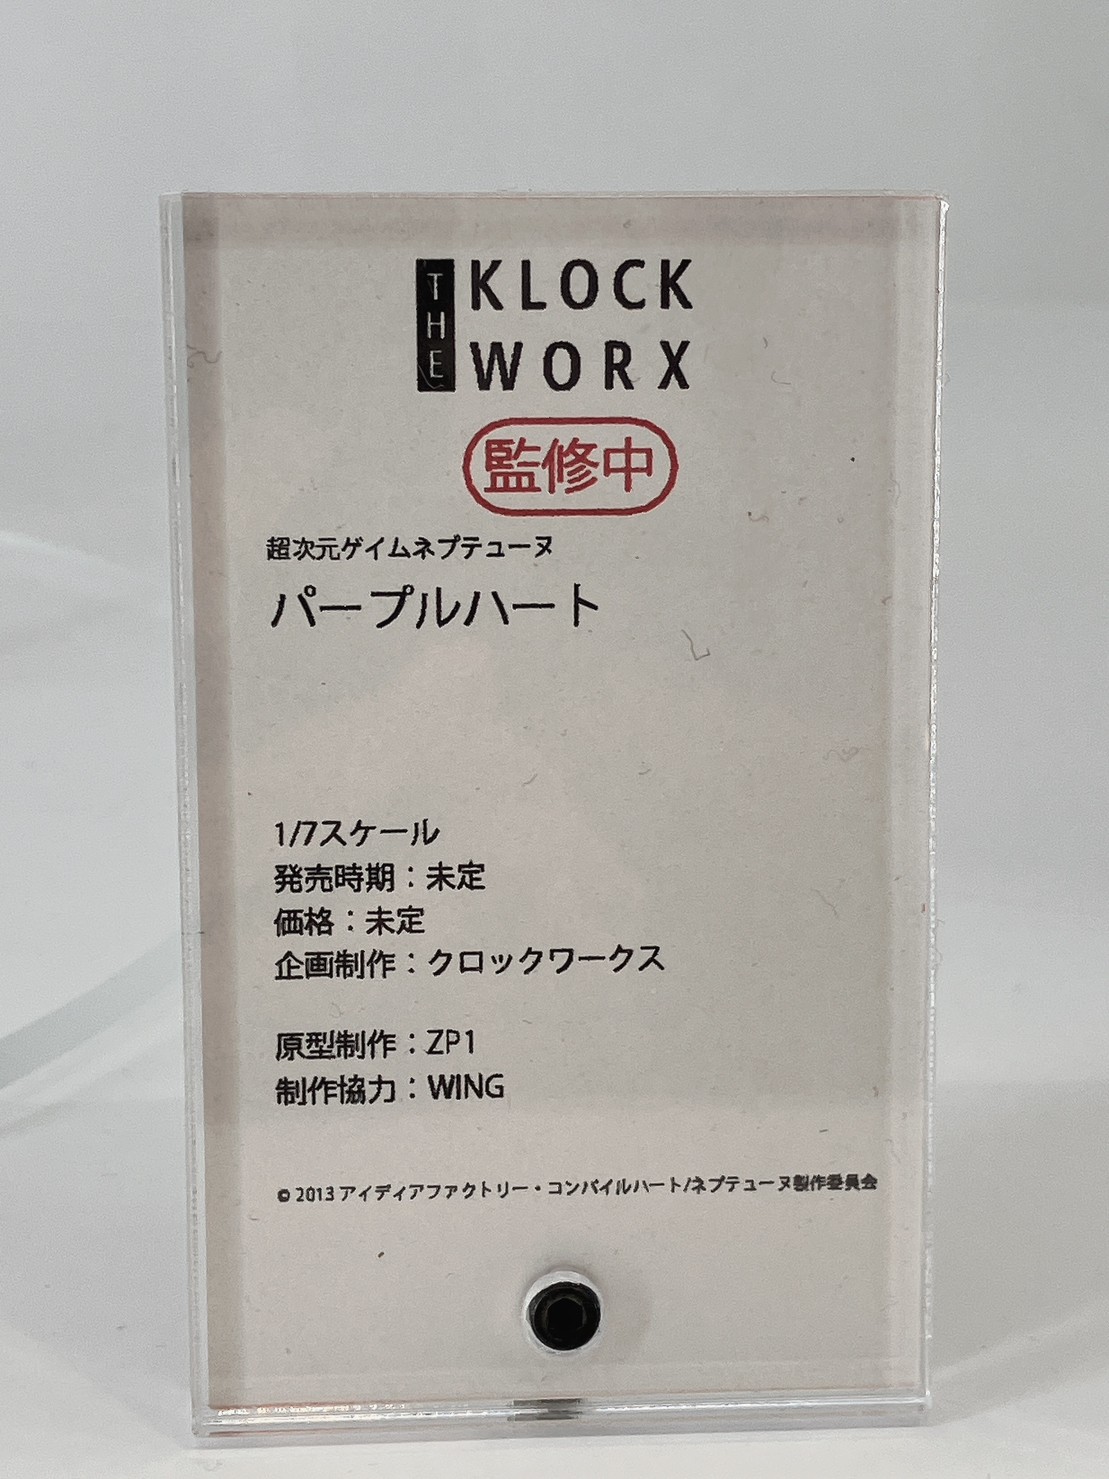 THE KLOCK
WORX
監修中
超次元ゲイムネプテューヌ
パープルハート
1/7スケール
発売時期：未定
価格：未定
企画制作：クロックワークス
原型制作：ZP1
制作協力：WING
© 2013 アイディアファクトリー・コンパイルハート/ネプテューヌ製作委員会